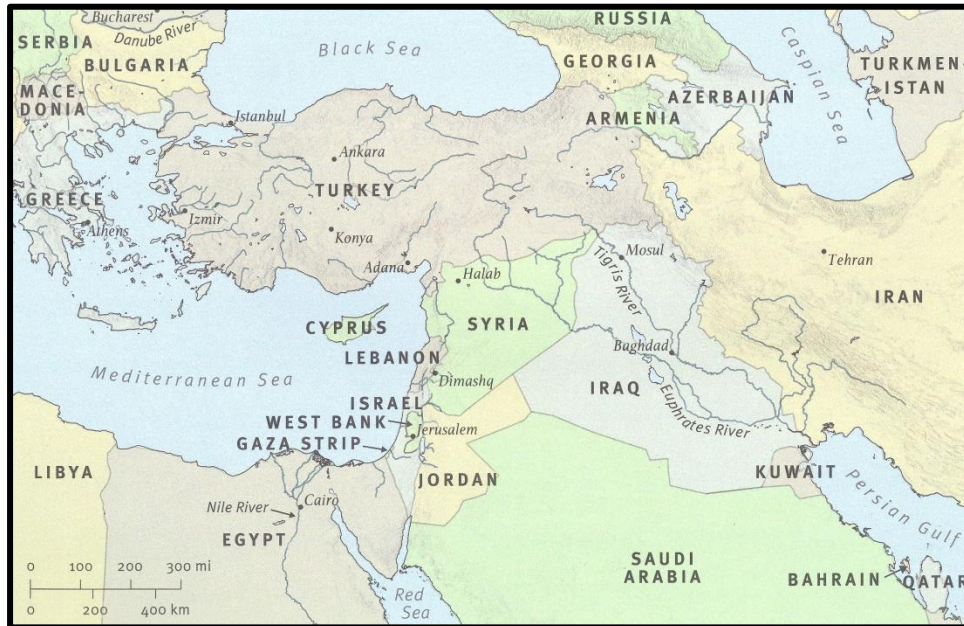 Bucharest
RUSSIA
SERBIA
Danube River
Black Sea
Caspian Sea
BULGARIA
GEORGIA
TURKMEN-
ISTAN
MACE-
DONIA
AZERBAIJAN
Istanbul
ARMENIA
Ankara
TURKEY
GREECE
Izmir
Athens
Konya
Mosul
Tehran
Adana
Halab
Tigris River
IRAN
CYPRUS
SYRIA
LEBANON
Baghdad
Mediterranean Sea
Dimashq
IRAQ
ISRAEL
WEST BANK
Euphrates River
Jerusalem
GAZA STRIP
LIBYA
JORDAN
KUWAIT
Nile River
Cairo
Persian Gulf
EGYPT
SAUDI
ARABIA
0 100 200 300 mi
BAHRAIN
QATAR
Red
Sea
0 200 400 km